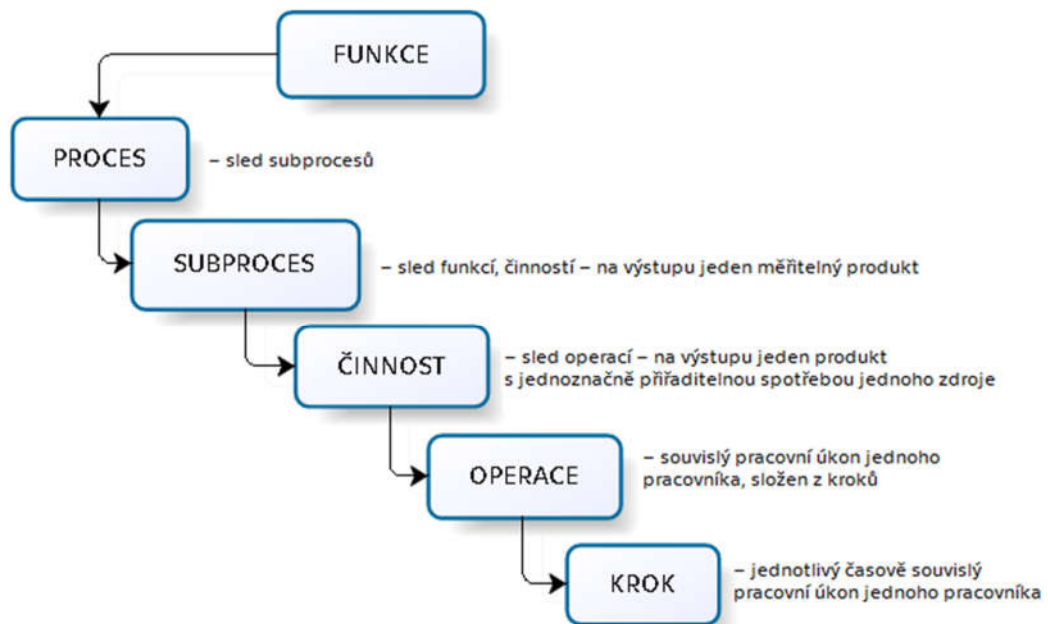 FUNKCE
PROCES
– sled subprocesů
SUBPROCES
– sled funkcí, činností – na výstupu jeden měřitelný produkt
ČINNOST
– sled operací – na výstupu jeden produkt
s jednoznačně přiřaditelnou spotřebou jednoho zdroje
OPERACE
– souvislý pracovní úkon jednoho
pracovníka, složen z kroků
KROK
– jednotlivý časově souvislý
pracovní úkon jednoho pracovníka